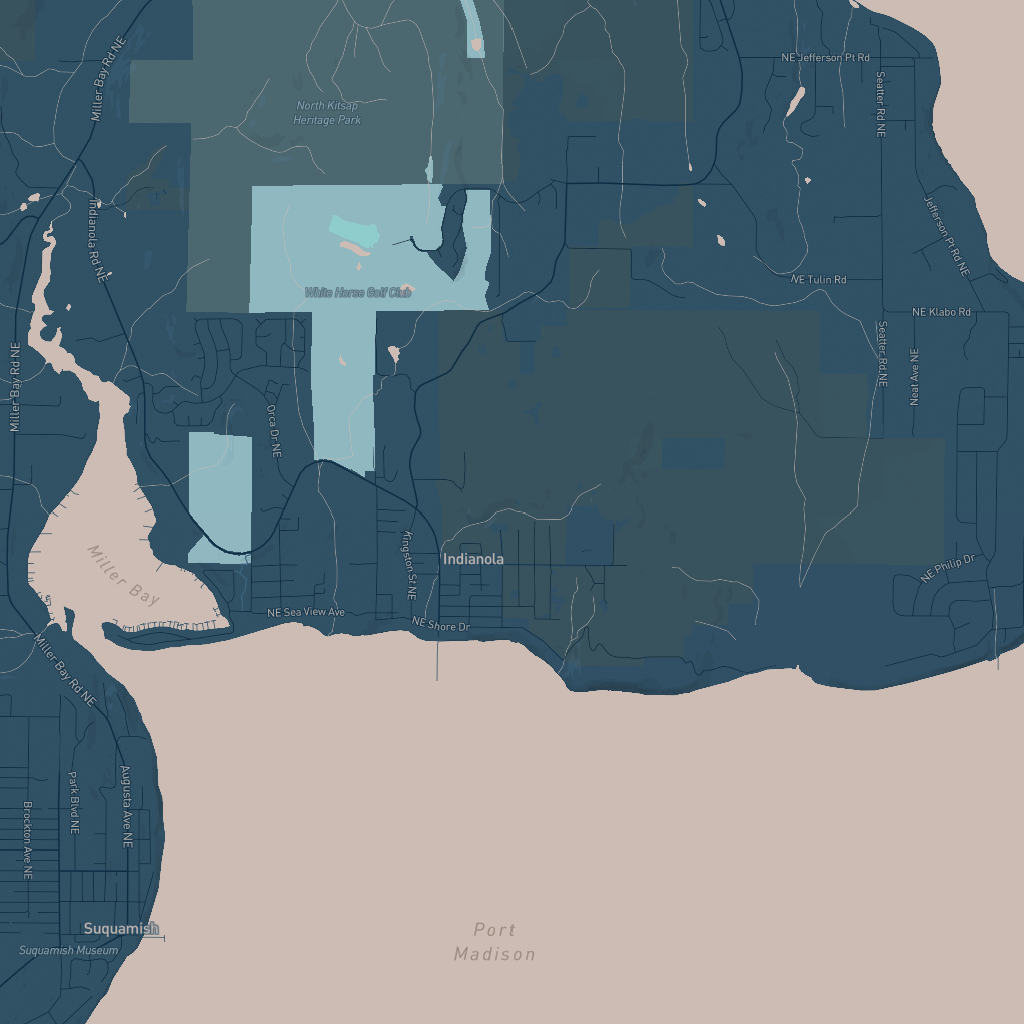 NE Jefferson Pt Rd
Miller Bay Rd NE
Seatter Rd NE
North Kitsap
Heritage Park
Indianola Rd NE
Jefferson Pt Rd NE
NE Tulin Rd
White Horse Golf Club
NE Klabo Rd
Miller Bay Rd NE
Seatter Rd NE
Neat Ave NE
Orca Dr NE
Indianola
Kingston St NE
NE Philip Dr
Miller Bay
NE Sea View Ave
NE Shore Dr
Miller Bay Rd NE
Park Blvd NE
Augusta Ave NE
Brockton Ave NE
Suquamish
Suquamish Museum
Port
Madison